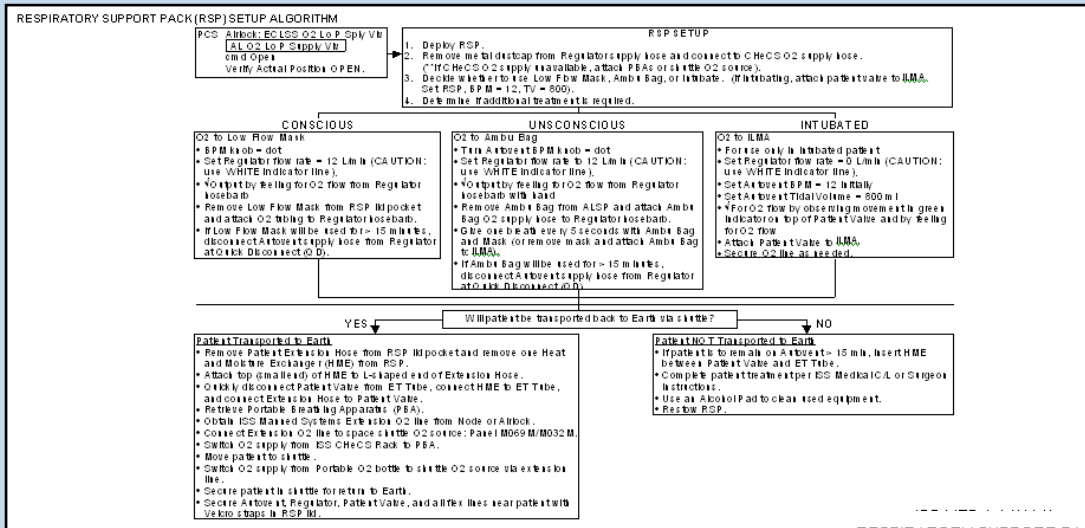 RESPIRATORY SUPPORT PACK (RSP) SETUP ALGORITHM
PCS Airlock: ECLSS O2 Lo P Sply Vlv
AL O2 Lo P Supply Vlv
cmd Open
Verify Actual Position OPEN.
RSP SETUP
1. Deploy RSP.
2. Remove metal dustcap from Regulator supply hose and connect to CHeCS O2 supply hose.
(**If CHeCS O2 supply unavailable, attach PBAs or shuttle O2 source).
3. Decide whether to use Low Flow Mask, Ambu Bag, or Intubate. (If Intubating, attach patient valve to ILMA.
Set RSP, BPM = 12, TV = 800).
4. Determine if additional treatment is required.
CONSCIOUS
O2 to Low Flow Mask
• BPM knob = dot
• Set Regulator flow rate = 12 L/min (CAUTION:
use WHITE indicator line).
• √Output by feeling for O2 flow from Regulator
hosebarb
• Remove Low Flow Mask from RSP lid pocket
and attach O2 tubing to Regulator hosebarb.
• If Low Flow Mask will be used for > 15 minutes,
disconnect Autovent supply hose from Regulator
at Quick Disconnect (QD).
UNSCONSCIOUS
O2 to Ambu Bag
• Turn Autovent BPM knob = dot
• Set Regulator flow rate to 12 L/min (CAUTION:
use WHITE indicator line).
• √Output by feeling for O2 flow from Regulator
hosebarb with hand
• Remove Ambu Bag from ALSP and attach Ambu
Bag O2 supply hose to Regulator hosebarb.
• Give one breath every 5 seconds with Ambu Bag
and Mask (or remove mask and attach Ambu Bag
to ILMA).
• If Ambu Bag will be used for > 15 minutes,
disconnect Autovent supply hose from Regulator
at Quick Disconnect (QD)
INTUBATED
O2 to ILMA
• For use only in intubated patient
• Set Regulator flow rate = 0 L/min (CAUTION:
use WHITE indicator line).
• Set Autovent BPM = 12 initially
• Set Autovent Tidal Volume = 800 ml
• √For O2 flow by observing movement in green
indicator on top of Patient Valve and by feeling
for O2 flow
• Attach Patient Valve to ILMA.
• Secure O2 line as needed.
Will patient be transported back to Earth via shuttle?
YES
Patient Transported to Earth
• Remove Patient Extension Hose from RSP lid pocket and remove one Heat
and Moisture Exchanger (HME) from RSP.
• Attach top (small end) of HME to L-shaped end of Extension Hose.
• Quickly disconnect Patient Valve from ET Tube, connect HME to ET Tube,
and connect Extension Hose to Patient Valve.
• Retrieve Portable Breathing Apparatus (PBA).
• Obtain ISS Manned Systems Extension O2 line from Node or Airlock.
• Connect Extension O2 line to space shuttle O2 source: Panel M069M/M032M.
• Switch O2 supply from ISS CHeCS Rack to PBA.
• Move patient to shuttle.
• Switch O2 supply from Portable O2 bottle to shuttle O2 source via extension
line.
• Secure patient in shuttle for return to Earth.
• Secure Autovent, Regulator, Patient Valve, and all flex lines near patient with
Velcro straps in RSP lid.
NO
Patient NOT Transported to Earth
• If patient is to remain on Autovent > 15 min, insert HME
between Patient Valve and ET Tube.
• Complete patient treatment per ISS Medical C/L or Surgeon
instructions.
• Use an Alcohol Pad to clean used equipment.
• Restow RSP.